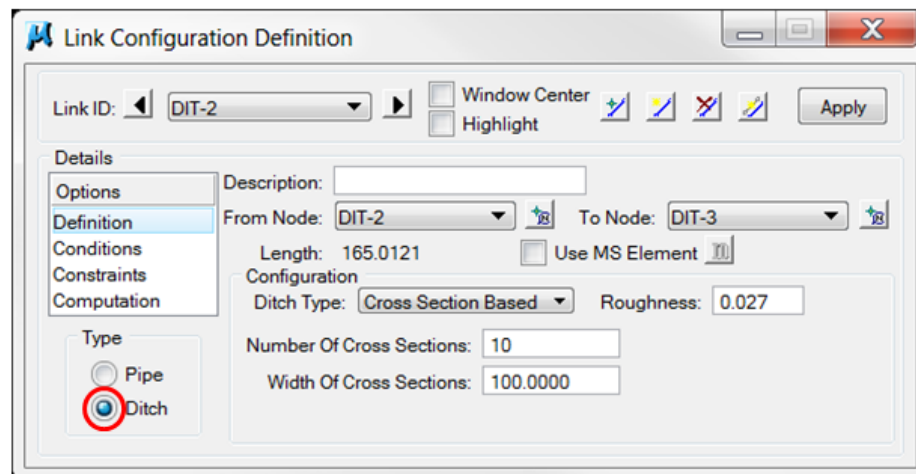 Link Configuration Definition
Link ID: DIT-2 Window Center Apply
Highlight
Details
Options
Definition
Conditions
Constraints
Computation
Description:
From Node: DIT-2 To Node: DIT-3
Length: 165.0121 Use MS Element
Configuration
Ditch Type: Cross Section Based Roughness: 0.027
Number Of Cross Sections: 10
Width Of Cross Sections: 100.0000
Type
Pipe
Ditch